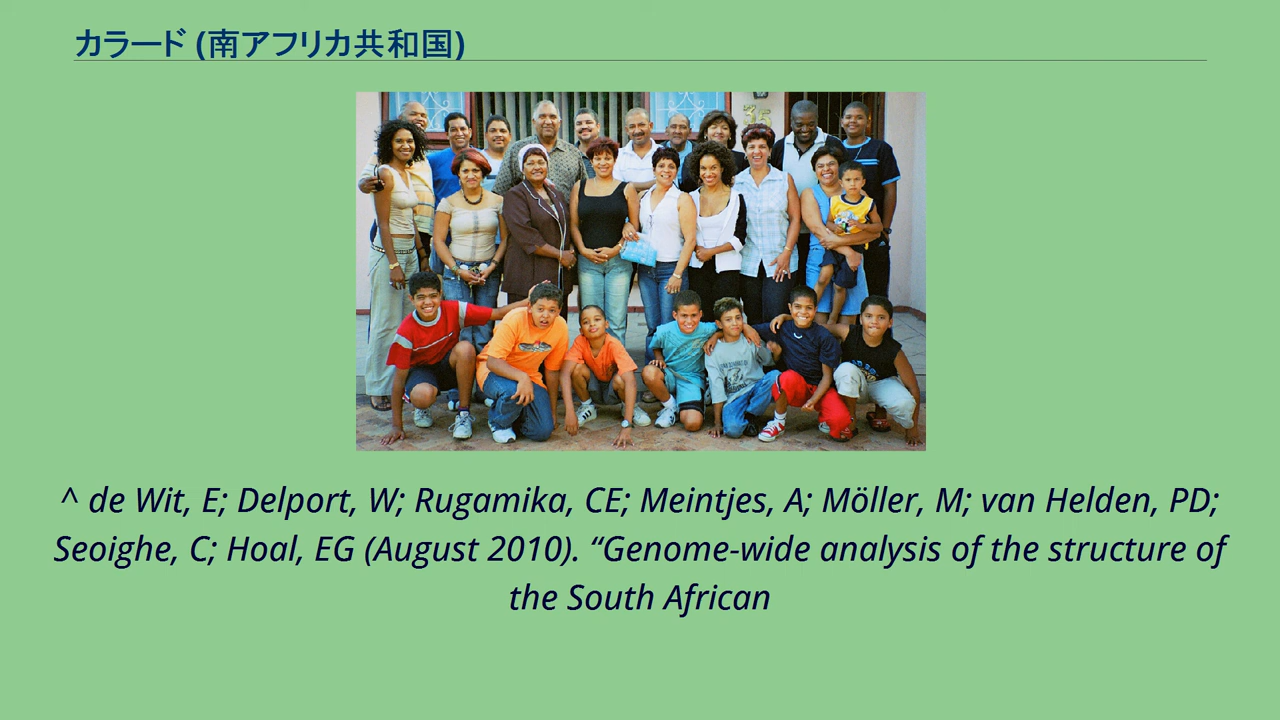 カラード (南アフリカ共和国)
35
^ de Wit, E; Delport, W; Rugamika, CE; Meintjes, A; Möller, M; van Helden, PD;
Seoighe, C; Hoal, EG (August 2010). “Genome-wide analysis of the structure of
the South African